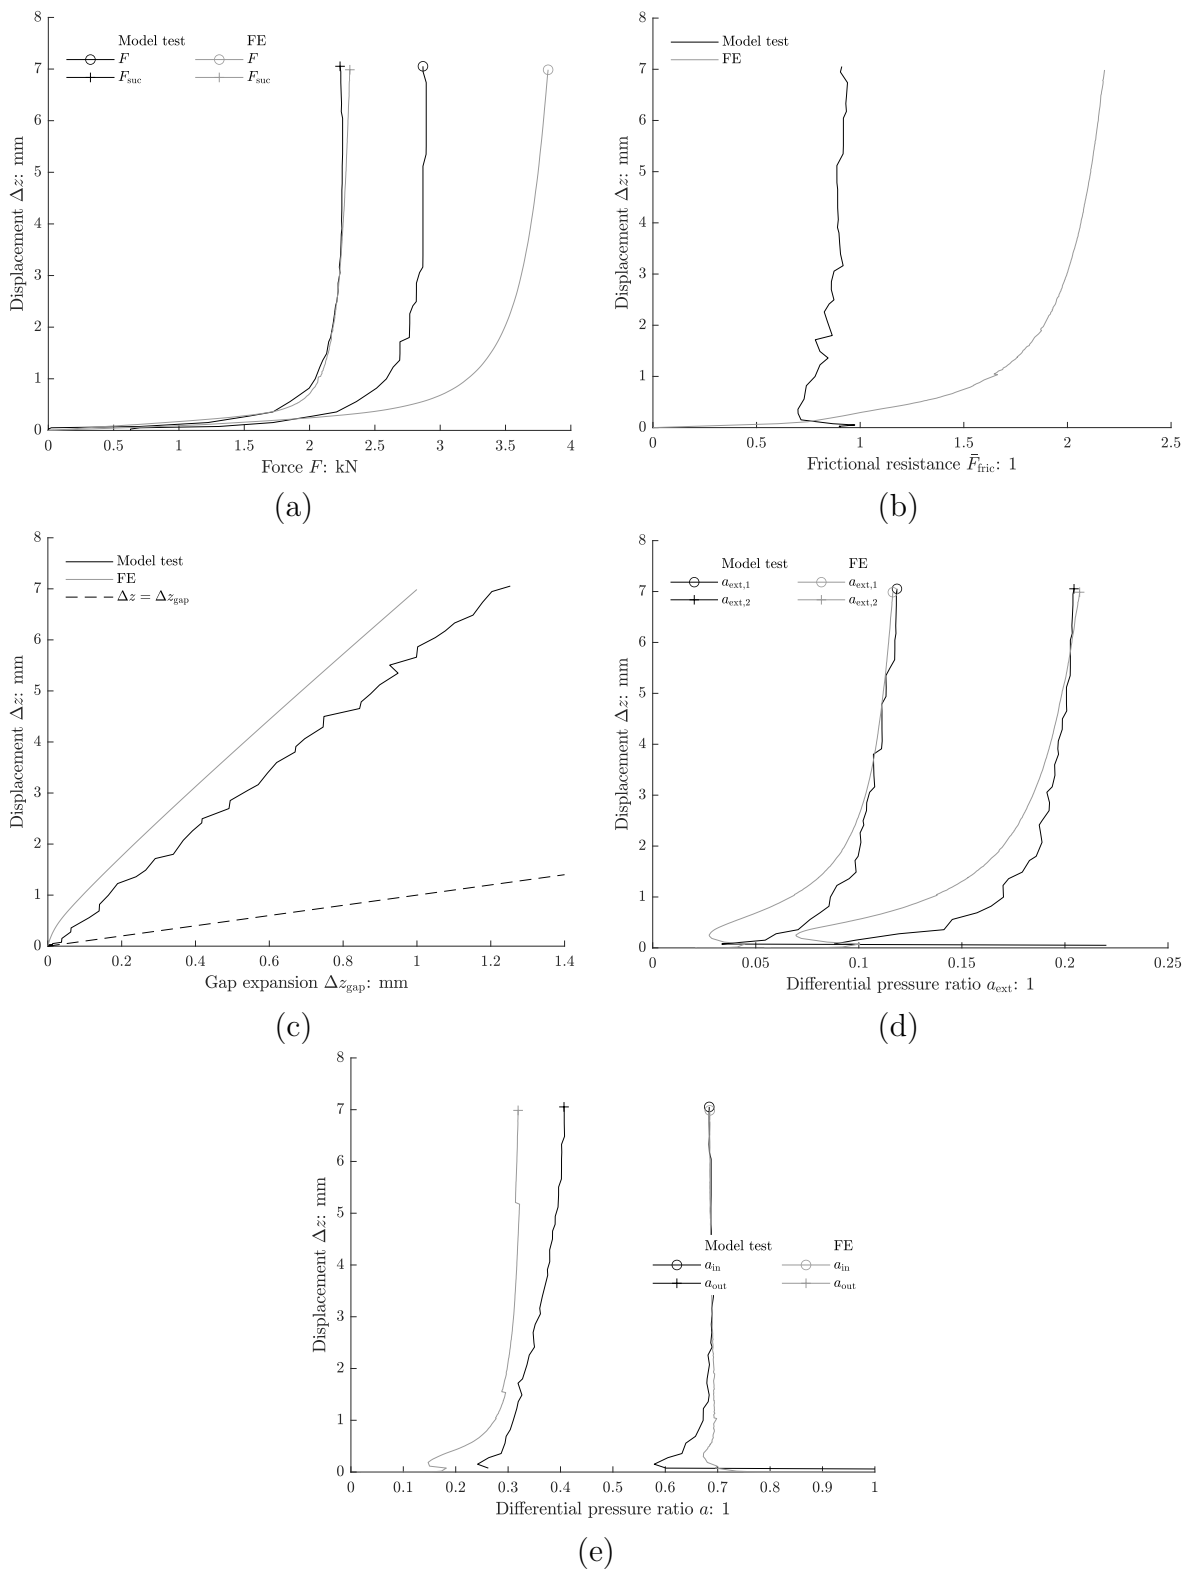 8
7
6
5
4
3
2
1
0
Displacement Δz: mm
Model test FE
F F
F_suc F_suc
0 0.5 1 1.5 2 2.5 3 3.5 4
Force F: kN
(a)
8
7
6
5
4
3
2
1
0
Displacement Δz: mm
Model test
FE
0 0.5 1 1.5 2 2.5
Frictional resistance F̄_fric: 1
(b)
8
7
6
5
4
3
2
1
0
Displacement Δz: mm
Model test
FE
Δz = Δz_gap
0 0.2 0.4 0.6 0.8 1 1.2 1.4
Gap expansion Δz_gap: mm
(c)
8
7
6
5
4
3
2
1
0
Displacement Δz: mm
Model test FE
a_ext,1 a_ext,1
a_ext,2 a_ext,2
0 0.05 0.1 0.15 0.2 0.25
Differential pressure ratio a_ext: 1
(d)
8
7
6
5
4
3
2
1
0
Displacement Δz: mm
Model test FE
a_in a_in
a_out a_out
0 0.1 0.2 0.3 0.4 0.5 0.6 0.7 0.8 0.9 1
Differential pressure ratio a: 1
(e)